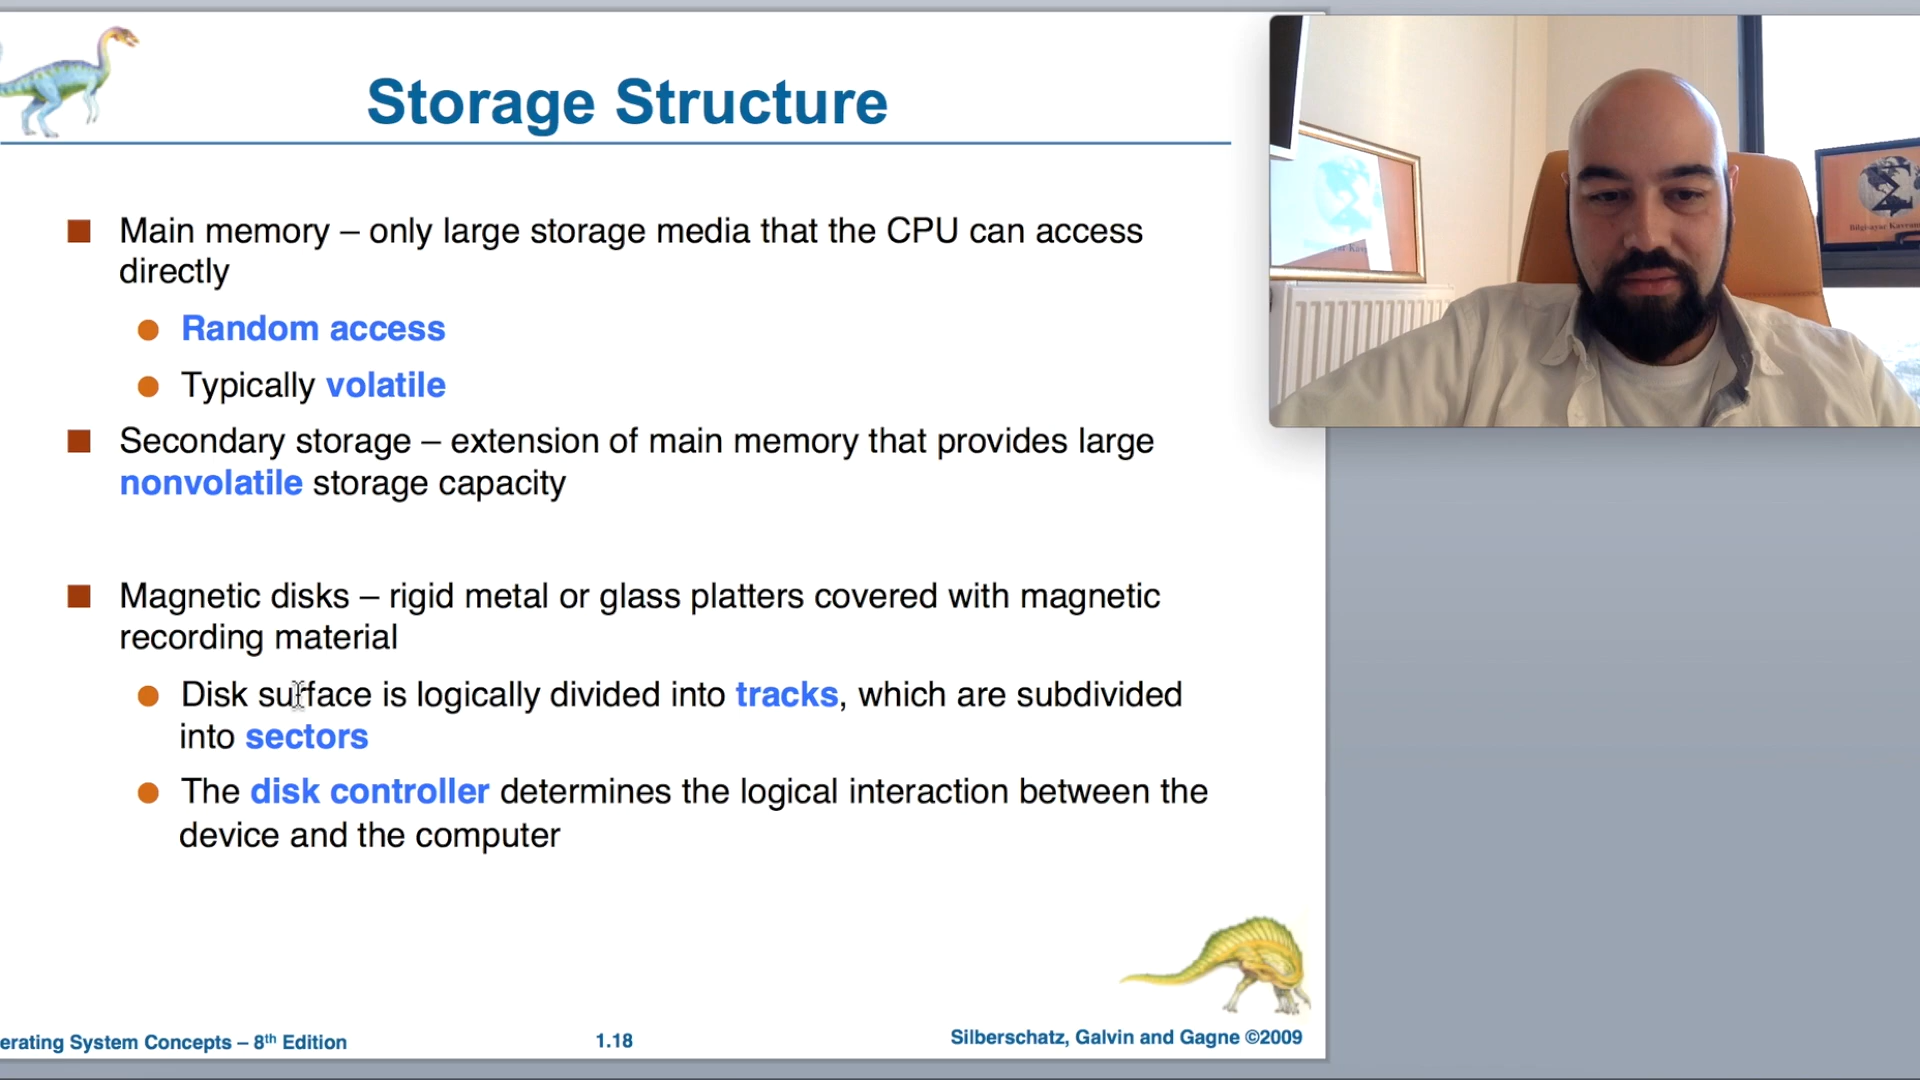 Storage Structure
Main memory – only large storage media that the CPU can access
directly
Random access
Typically volatile
Secondary storage – extension of main memory that provides large
nonvolatile storage capacity
Magnetic disks – rigid metal or glass platters covered with magnetic
recording material
Disk surface is logically divided into tracks, which are subdivided
into sectors
The disk controller determines the logical interaction between the
device and the computer
erating System Concepts – 8th Edition
1.18
Silberschatz, Galvin and Gagne ©2009